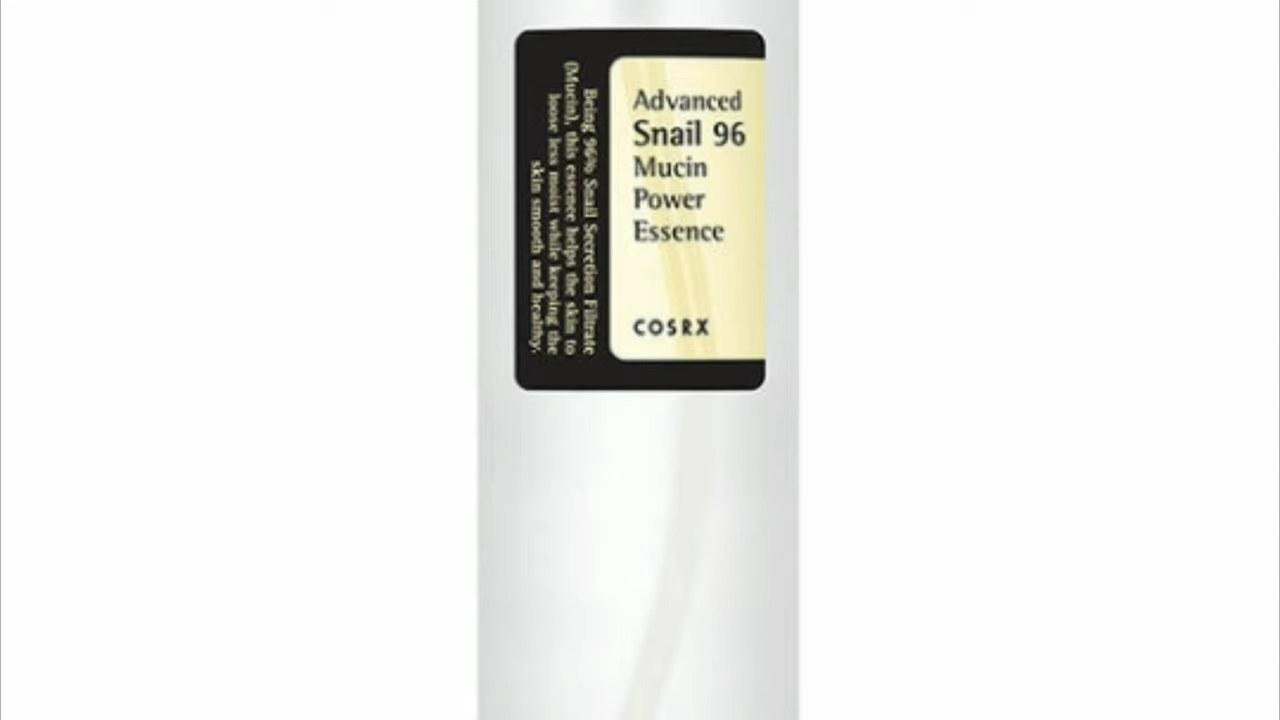 Advanced
Snail 96
Mucin
Power
Essence
COSRX
Being 96% Snail Secretion Filtrate
(Mucin), this essence helps the skin to
loose less moist while keeping the
skin smooth and healthy.